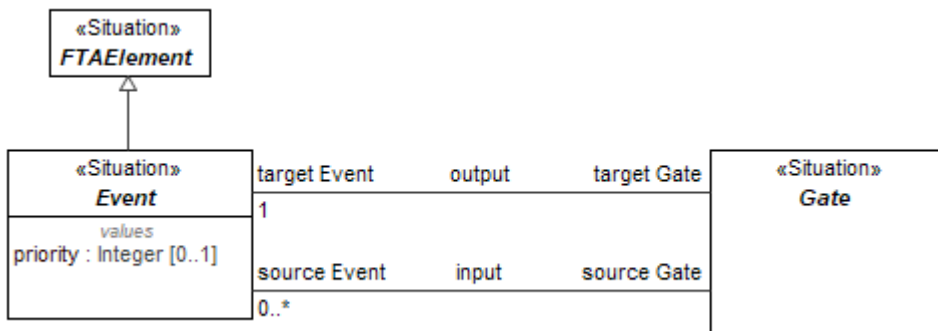 «Situation»
FTAElement
«Situation»
Event
values
priority : Integer [0..1]
target Event
output
target Gate
1
source Event
input
source Gate
0..*
«Situation»
Gate